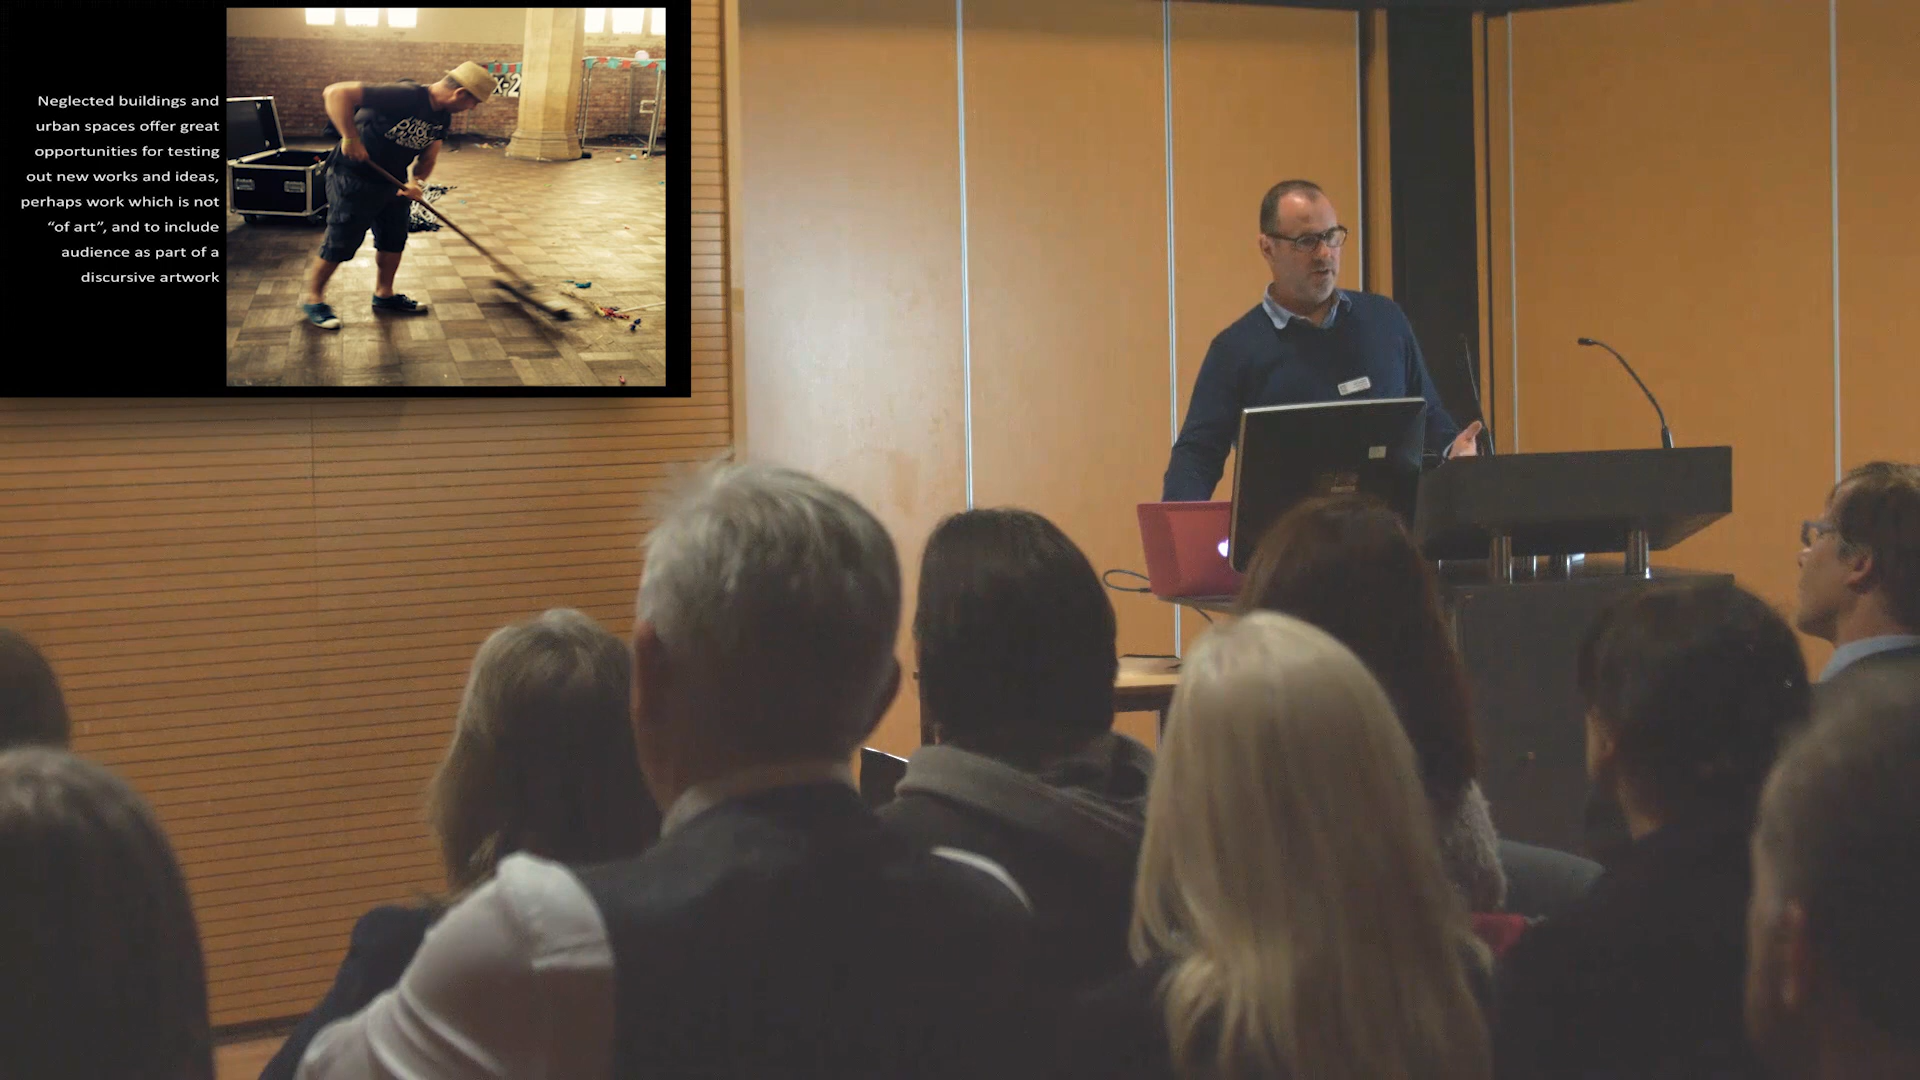 Neglected buildings and
urban spaces offer great
opportunities for testing
out new works and ideas,
perhaps work which is not
“of art”, and to include
audience as part of a
discursive artwork